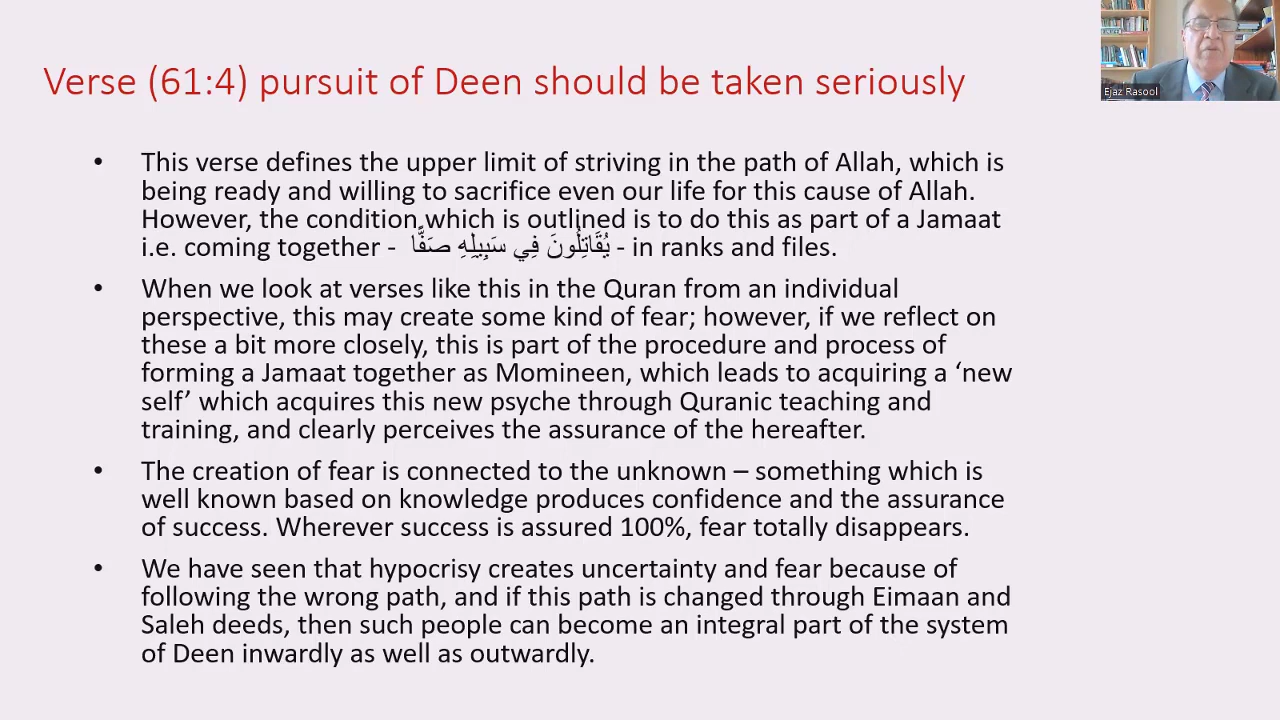 Verse (61:4) pursuit of Deen should be taken seriously
Ejaz Rasool
• This verse defines the upper limit of striving in the path of Allah, which is
being ready and willing to sacrifice even our life for this cause of Allah.
However, the condition which is outlined is to do this as part of a Jamaat
i.e. coming together - يُقَاتِلُونَ فِي سَبِيلِهِ صَفًّا - in ranks and files.
• When we look at verses like this in the Quran from an individual
perspective, this may create some kind of fear; however, if we reflect on
these a bit more closely, this is part of the procedure and process of
forming a Jamaat together as Momineen, which leads to acquiring a ‘new
self’ which acquires this new psyche through Quranic teaching and
training, and clearly perceives the assurance of the hereafter.
• The creation of fear is connected to the unknown – something which is
well known based on knowledge produces confidence and the assurance
of success. Wherever success is assured 100%, fear totally disappears.
• We have seen that hypocrisy creates uncertainty and fear because of
following the wrong path, and if this path is changed through Eimaan and
Saleh deeds, then such people can become an integral part of the system
of Deen inwardly as well as outwardly.